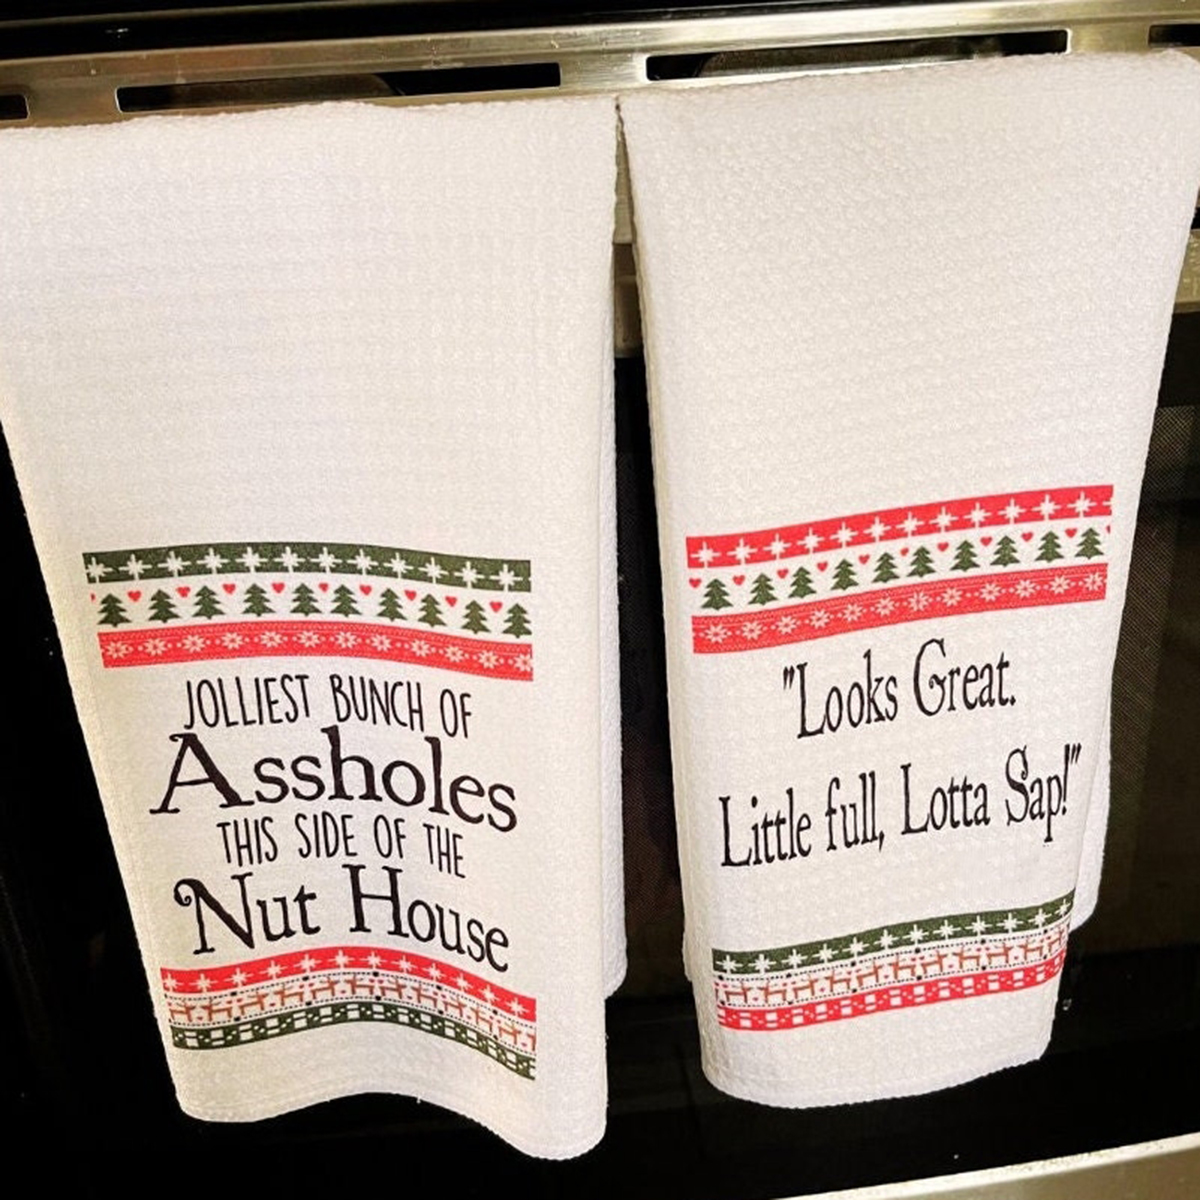 JOLLIEST BUNCH OF
Assholes
THIS SIDE OF THE
Nut House
"Looks Great.
Little full, Lotta Sap!"